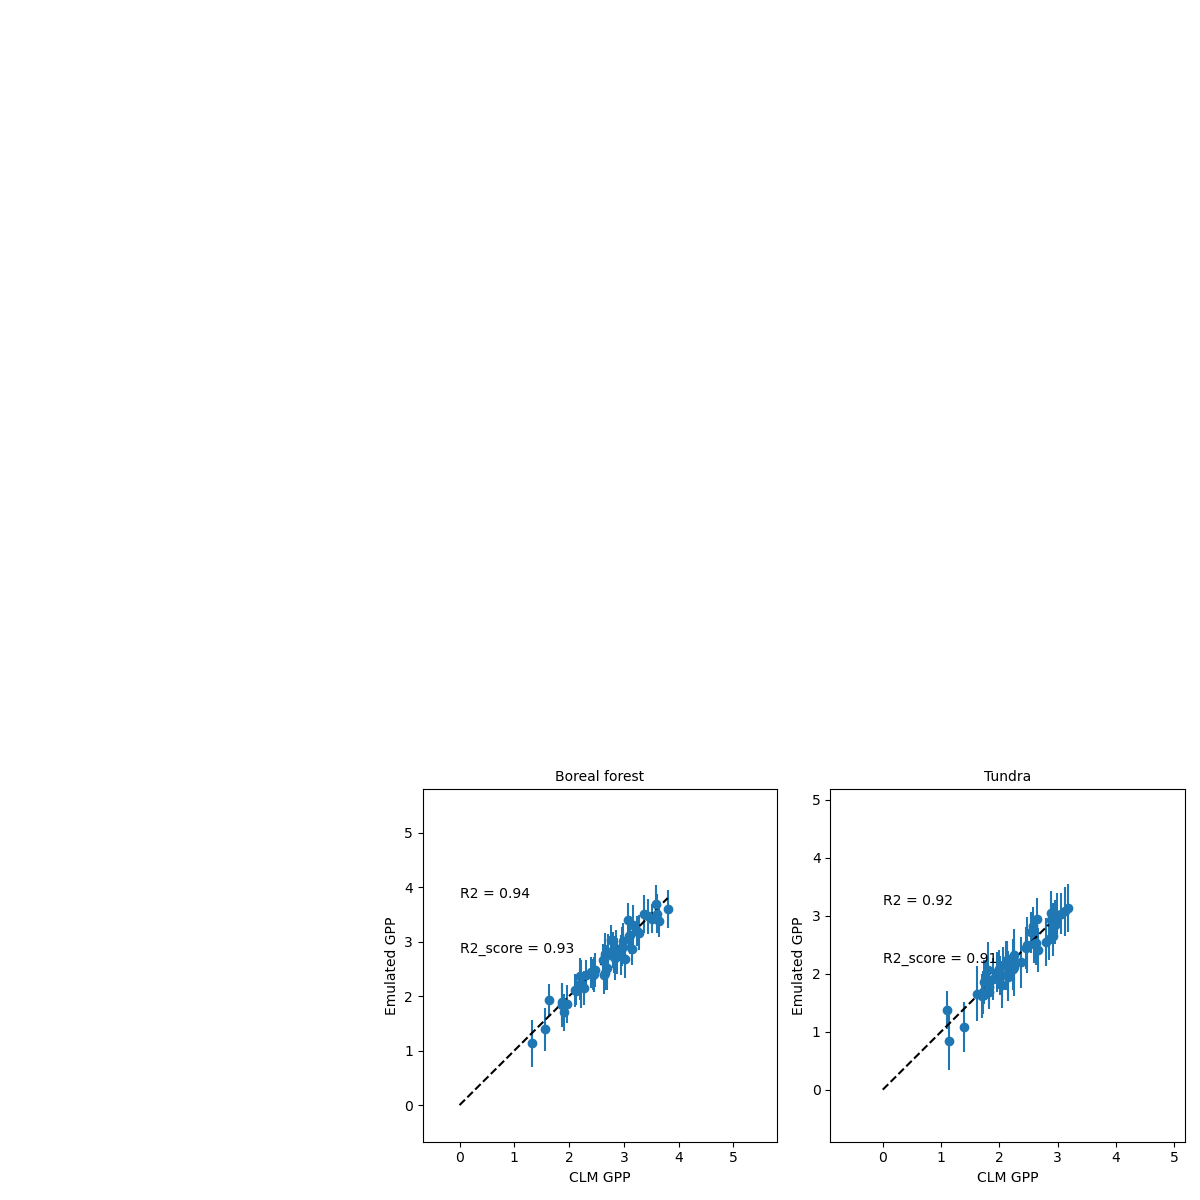 Boreal forest
5
4
3
2
1
0
Emulated GPP
R2 = 0.94
R2_score = 0.93
0 1 2 3 4 5
CLM GPP
Tundra
5
4
3
2
1
0
Emulated GPP
R2 = 0.92
R2_score = 0.91
0 1 2 3 4 5
CLM GPP